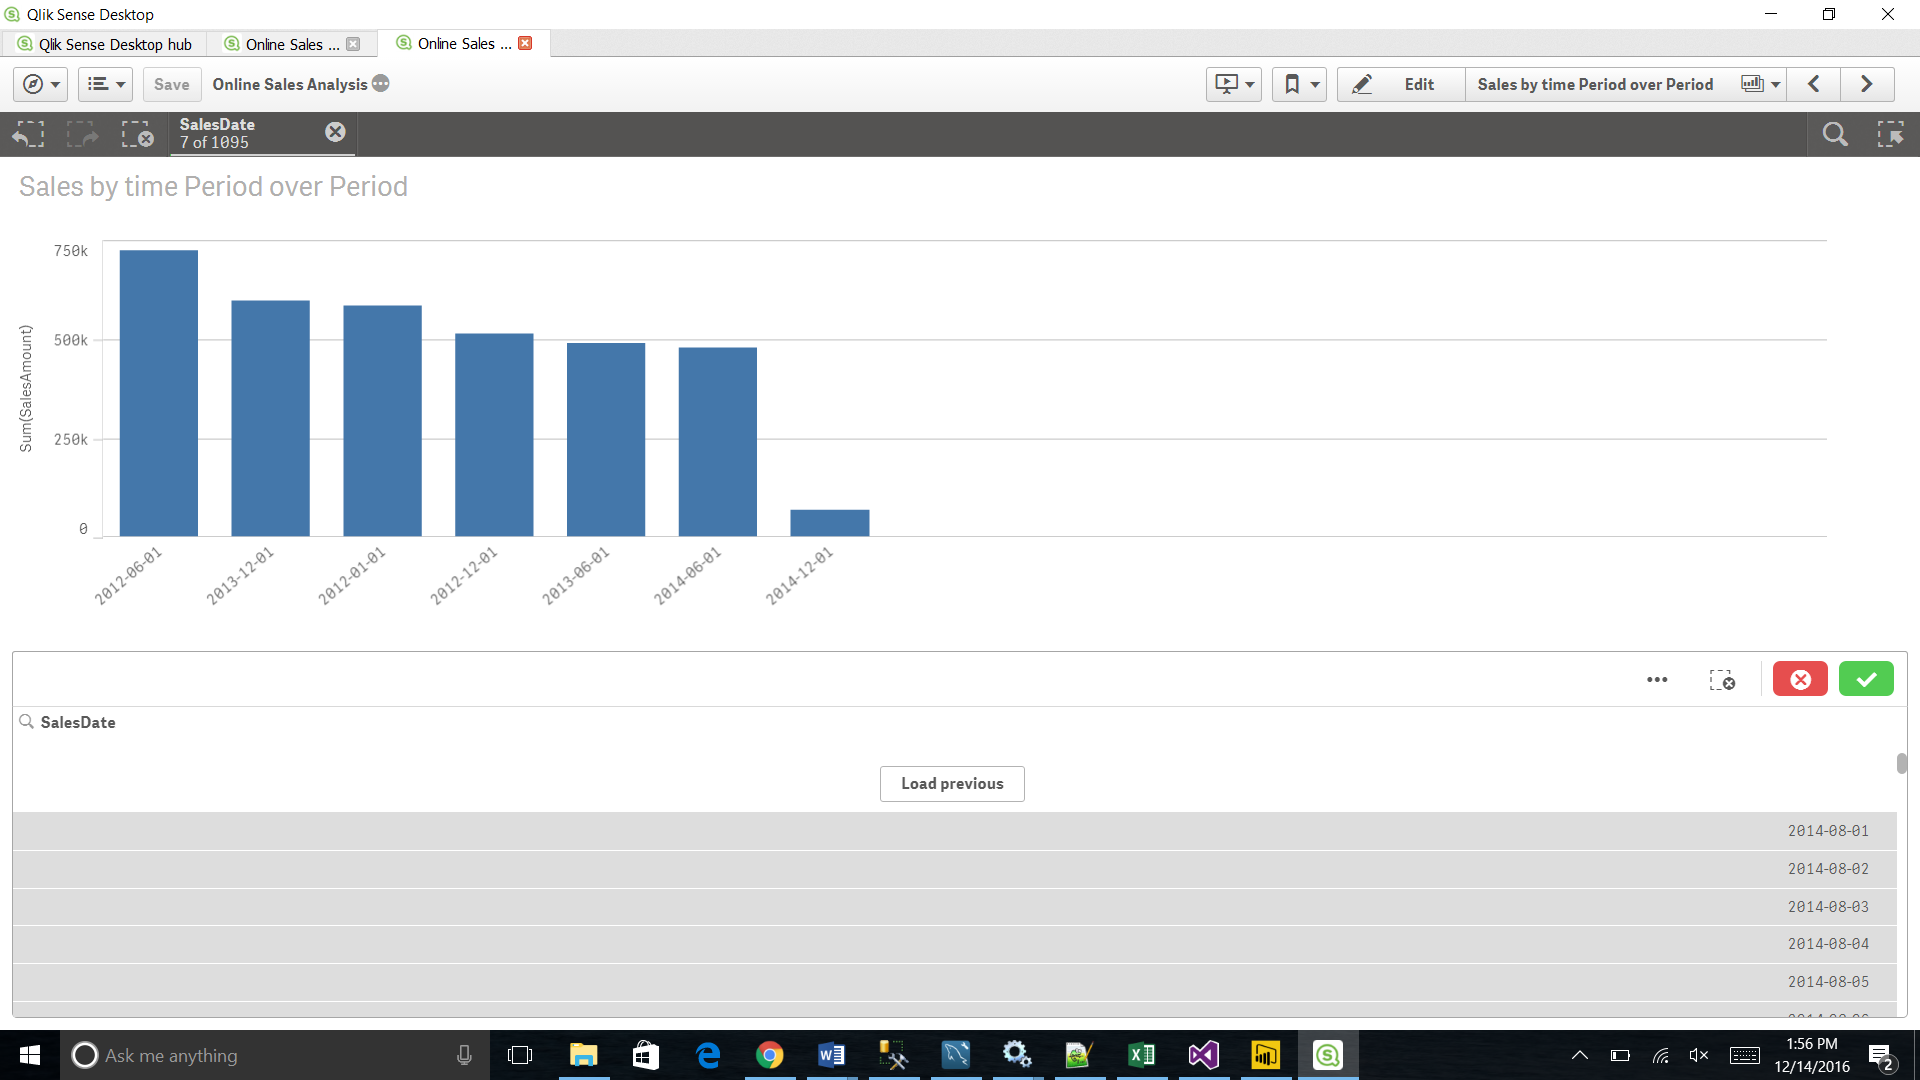 Qlik Sense Desktop
Qlik Sense Desktop hub
Online Sales ...
Online Sales ...
Save
Online Sales Analysis
Edit
Sales by time Period over Period
SalesDate
7 of 1095
Sales by time Period over Period
Sum(SalesAmount)
750k
500k
250k
0
2012-06-01
2013-12-01
2012-01-01
2012-12-01
2013-06-01
2014-06-01
2014-12-01
SalesDate
Load previous
2014-08-01
2014-08-02
2014-08-03
2014-08-04
2014-08-05
Ask me anything
1:56 PM
12/14/2016
2